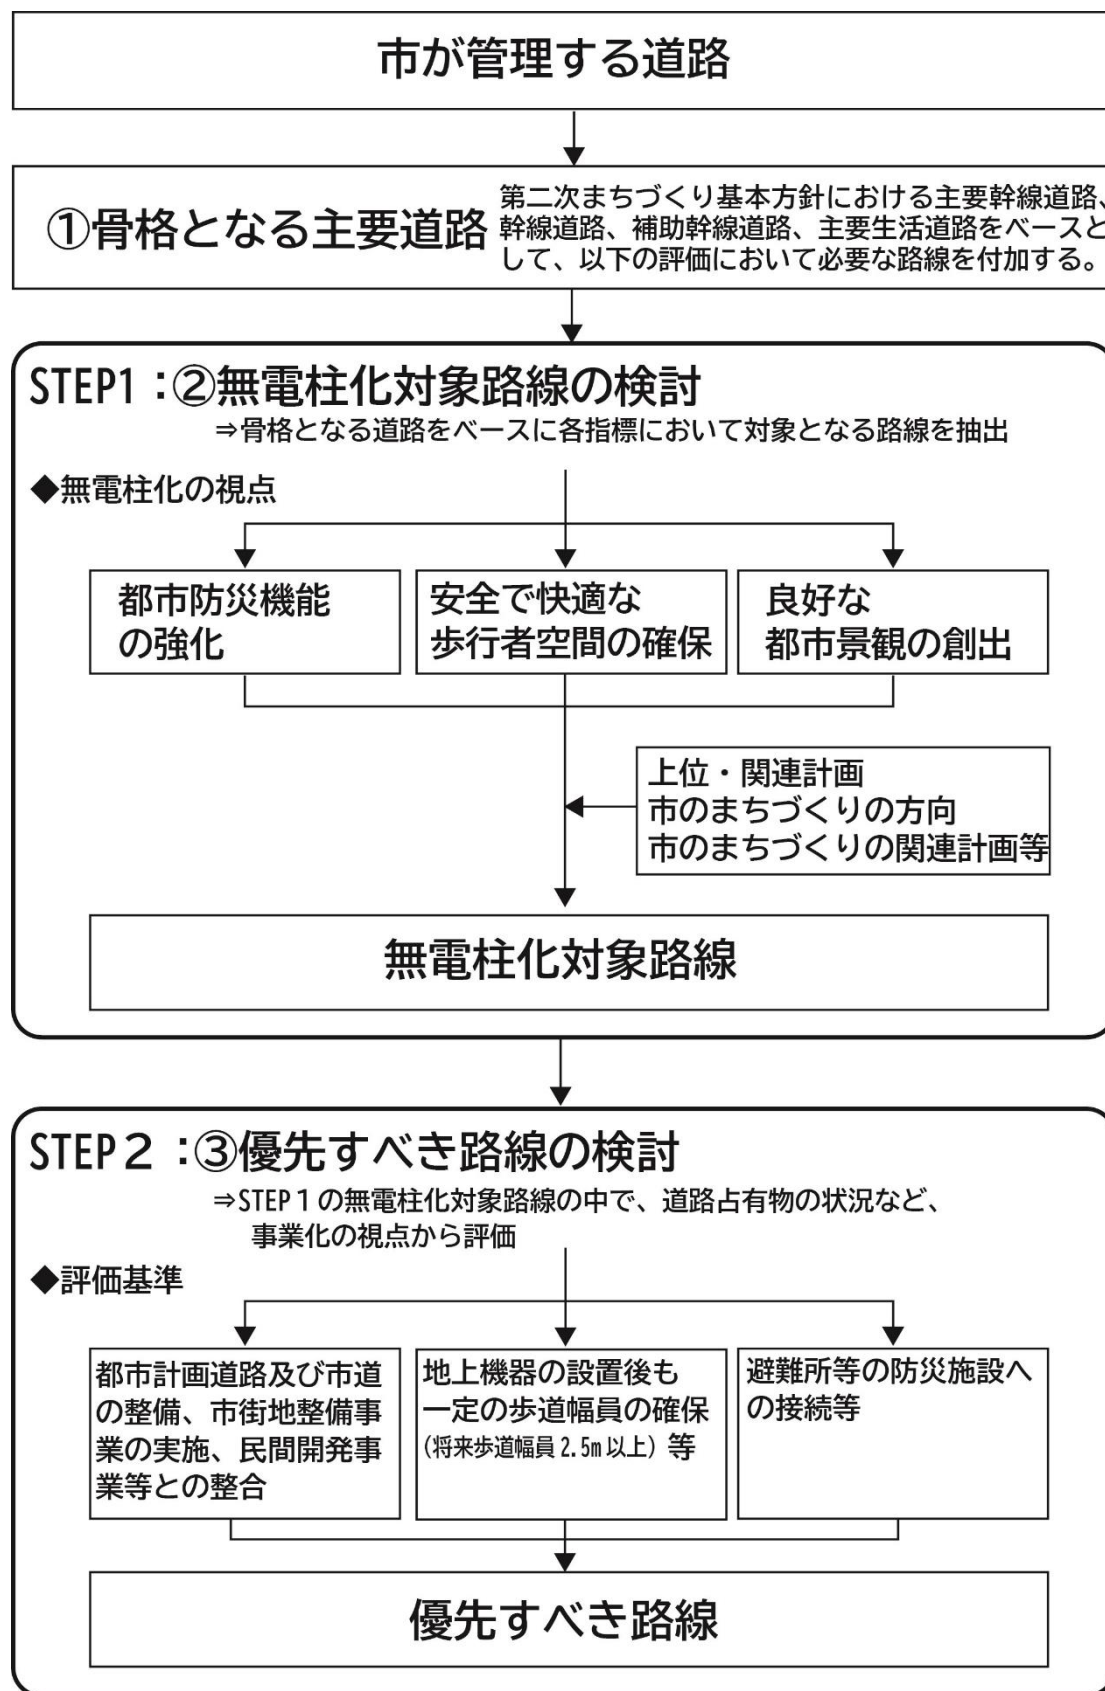 市が管理する道路
①骨格となる主要道路
第二次まちづくり基本方針における主要幹線道路、
幹線道路、補助幹線道路、主要生活道路をベースと
して、以下の評価において必要な路線を付加する。
STEP1：②無電柱化対象路線の検討
⇒骨格となる道路をベースに各指標において対象となる路線を抽出
◆無電柱化の視点
都市防災機能
の強化
安全で快適な
歩行者空間の確保
良好な
都市景観の創出
上位・関連計画
市のまちづくりの方向
市のまちづくりの関連計画等
無電柱化対象路線
STEP２：③優先すべき路線の検討
⇒STEP１の無電柱化対象路線の中で、道路占有物の状況など、
事業化の視点から評価
◆評価基準
都市計画道路及び市道
の整備、市街地整備事
業の実施、民間開発事
業等との整合
地上機器の設置後も
一定の歩道幅員の確保
(将来歩道幅員2.5m以上) 等
避難所等の防災施設へ
の接続等
優先すべき路線